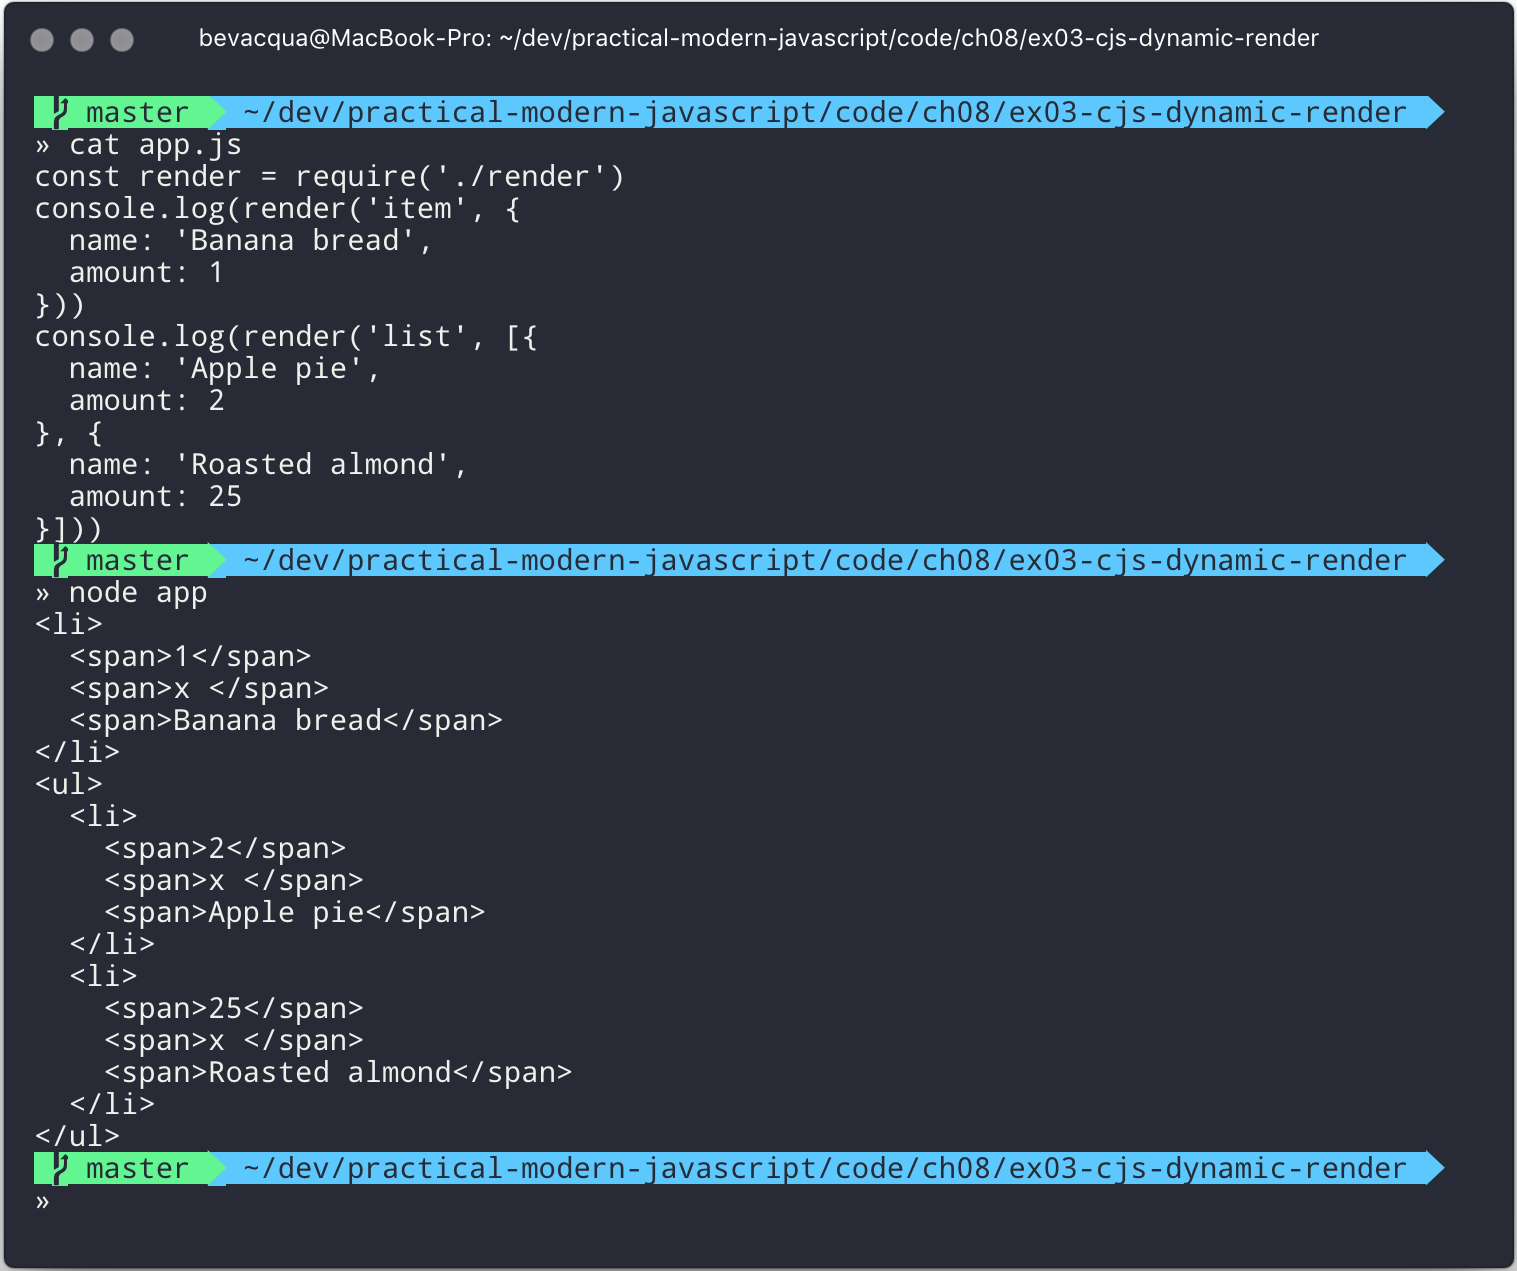 bevacqua@MacBook-Pro: ~/dev/practical-modern-javascript/code/ch08/ex03-cjs-dynamic-render
master ~/dev/practical-modern-javascript/code/ch08/ex03-cjs-dynamic-render
» cat app.js
const render = require('./render')
console.log(render('item', {
  name: 'Banana bread',
  amount: 1
}))
console.log(render('list', [{
  name: 'Apple pie',
  amount: 2
}, {
  name: 'Roasted almond',
  amount: 25
}]))
master ~/dev/practical-modern-javascript/code/ch08/ex03-cjs-dynamic-render
» node app
<li>
  <span>1</span>
  <span>x </span>
  <span>Banana bread</span>
</li>
<ul>
  <li>
    <span>2</span>
    <span>x </span>
    <span>Apple pie</span>
  </li>
  <li>
    <span>25</span>
    <span>x </span>
    <span>Roasted almond</span>
  </li>
</ul>
master ~/dev/practical-modern-javascript/code/ch08/ex03-cjs-dynamic-render
»